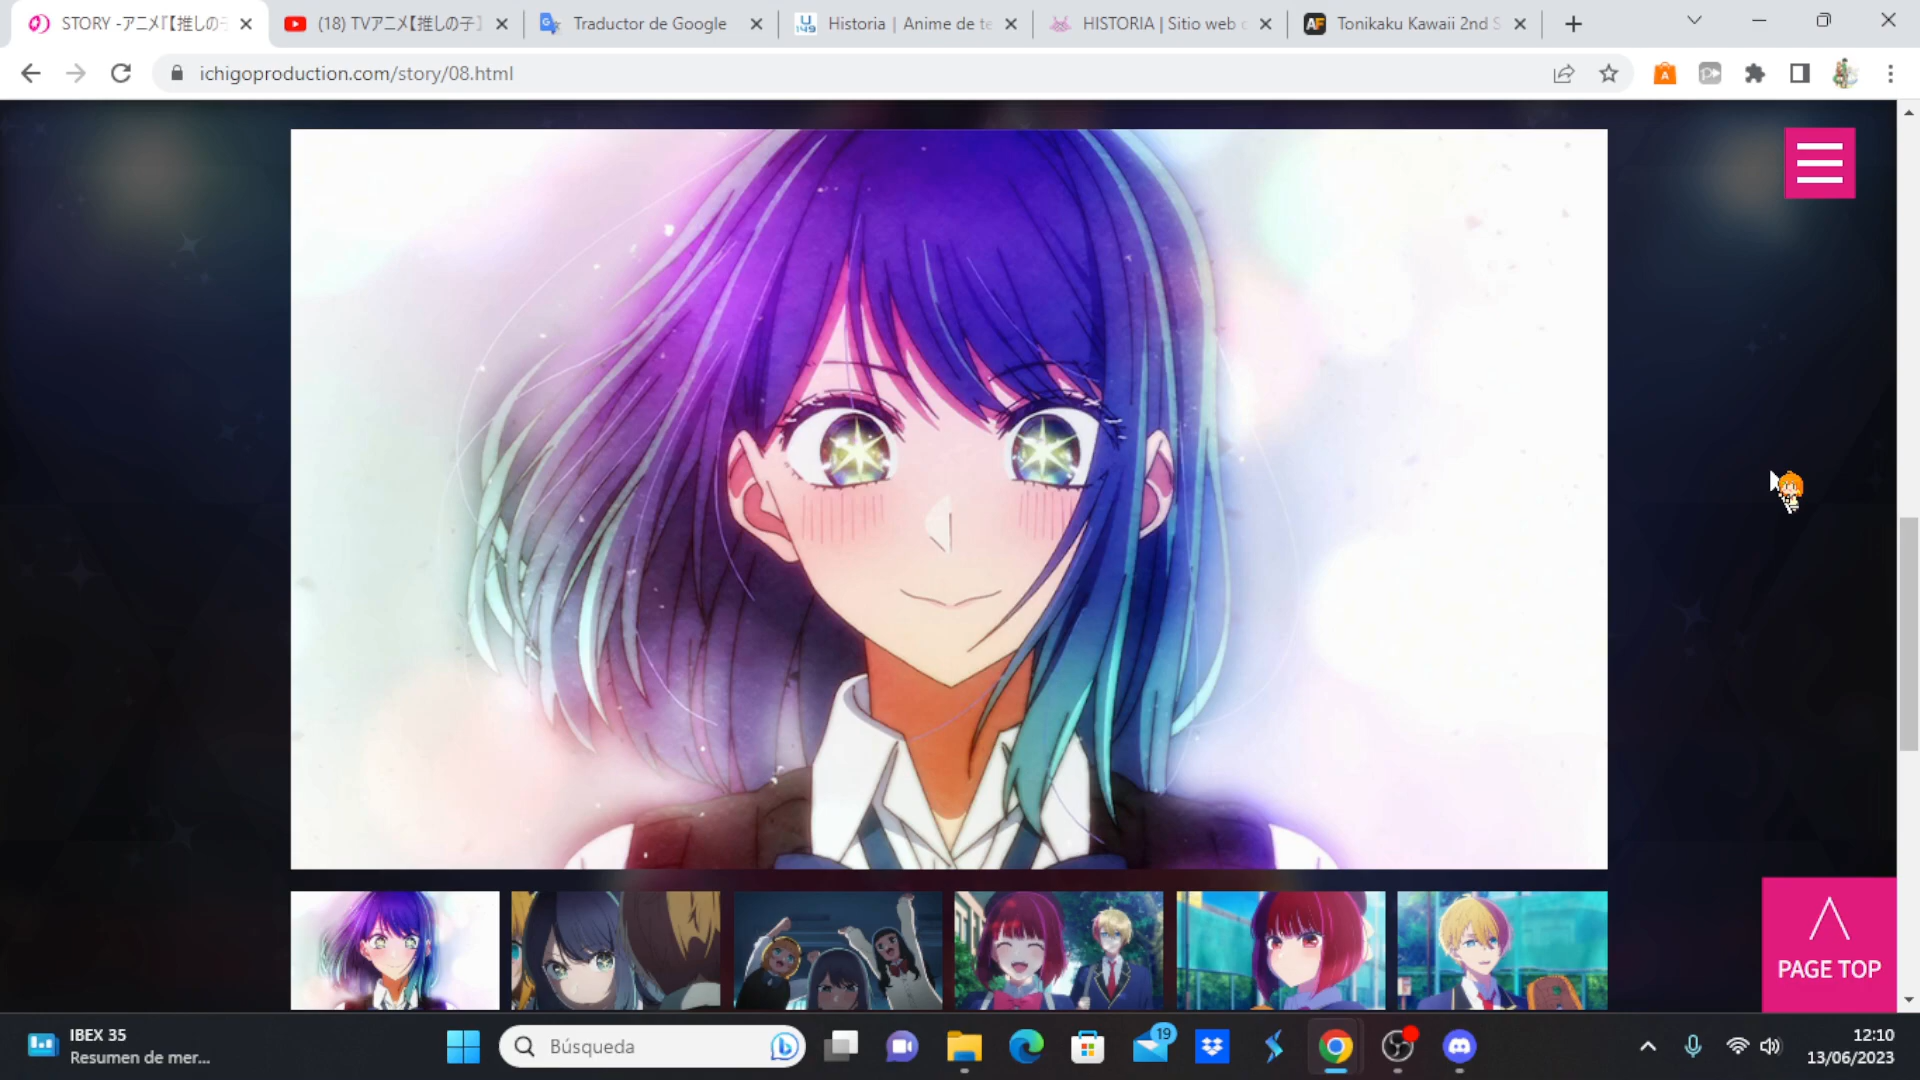 STORY -アニメ『【推しの子
(18) TVアニメ【推しの子】
Traductor de Google
Historia | Anime de te
HISTORIA | Sitio web o
Tonikaku Kawaii 2nd S
ichigoproduction.com/story/08.html
PAGE TOP
IBEX 35
Resumen de mer...
Búsqueda
19
12:10
13/06/2023